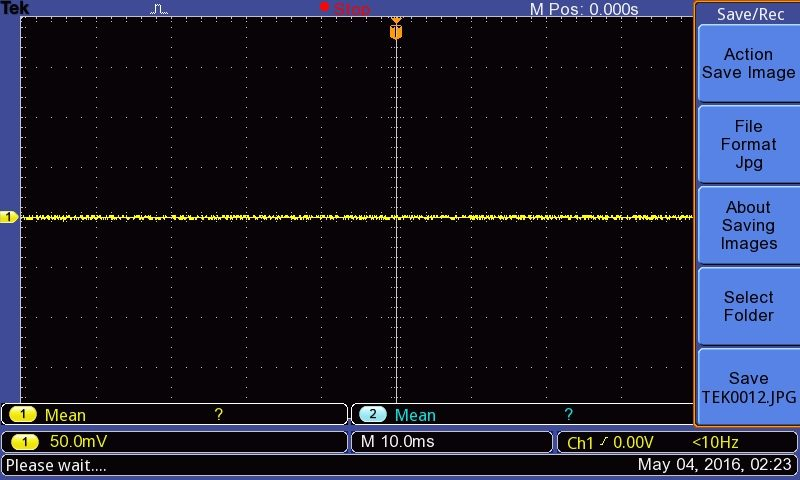 Tek
Stop
M Pos: 0.000s
T
1
Save/Rec
Action
Save Image
File
Format
Jpg
About
Saving
Images
Select
Folder
Save
TEK0012.JPG
1 Mean ?
2 Mean ?
1 50.0mV
M 10.0ms
Ch1 0.00V <10Hz
Please wait....
May 04, 2016, 02:23